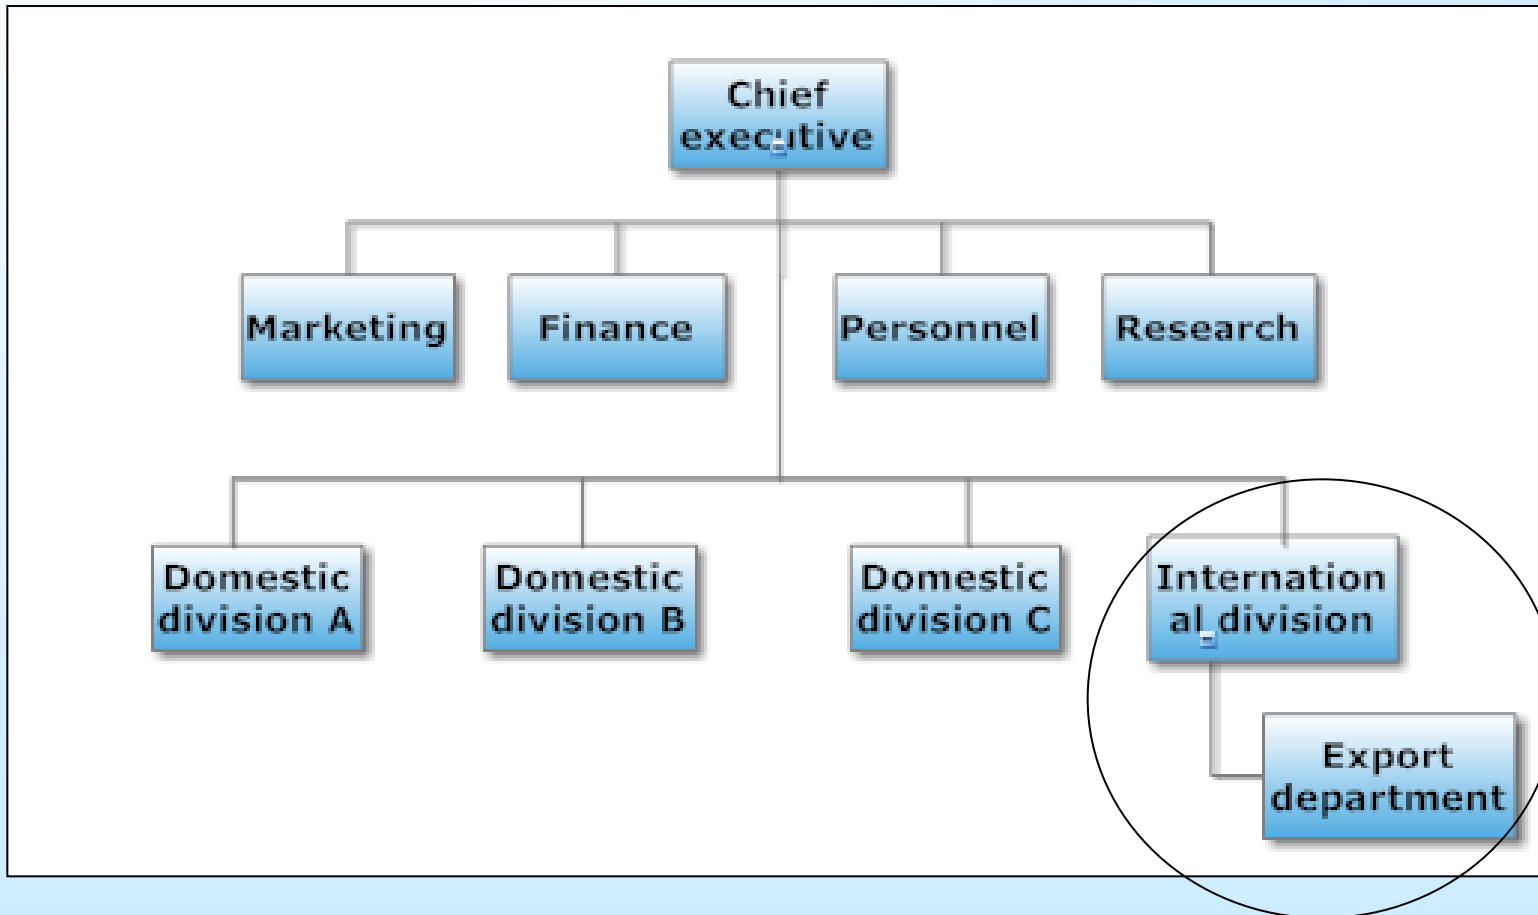 Chief
executive
Marketing
Finance
Personnel
Research
Domestic
division A
Domestic
division B
Domestic
division C
Internation
al division
Export
department